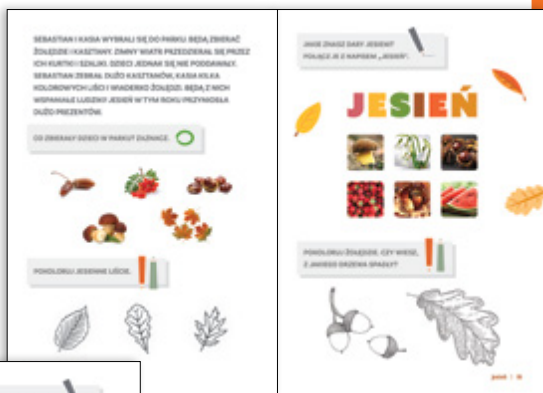 SEBASTIAN I KASIA WYBRALI SIĘ DO PARKU. BĘDĄ ZBIERAĆ
ŻOŁĘDZIE I KASZTANY. ZIMNY WIATR PRZEDZIERAŁ SIĘ PRZEZ
ICH KURTKI I SZALIKI. DZIECI JEDNAK SIĘ NIE PODDAWAŁY.
SEBASTIAN ZEBRAŁ DUŻO KASZTANÓW, KASIA KILKA
KOLOROWYCH LIŚCI I WIADERKO ŻOŁĘDZI. BĘDĄ Z NICH
WSPANIAŁE LUDZIKI! JESIEŃ W TYM ROKU PRZYNIOSŁA
DUŻO PREZENTÓW.
CO ZBIERAŁY DZIECI W PARKU? ZAZNACZ.
POKOLORUJ JESIENNE LIŚCIE.
JAKIE ZNASZ DARY JESIENI?
POŁĄCZ JE Z NAPISEM „JESIEŃ”.
JESIEŃ
POKOLORUJ ŻOŁĘDZIE. CZY WIESZ,
Z JAKIEGO DRZEWA SPADŁY?